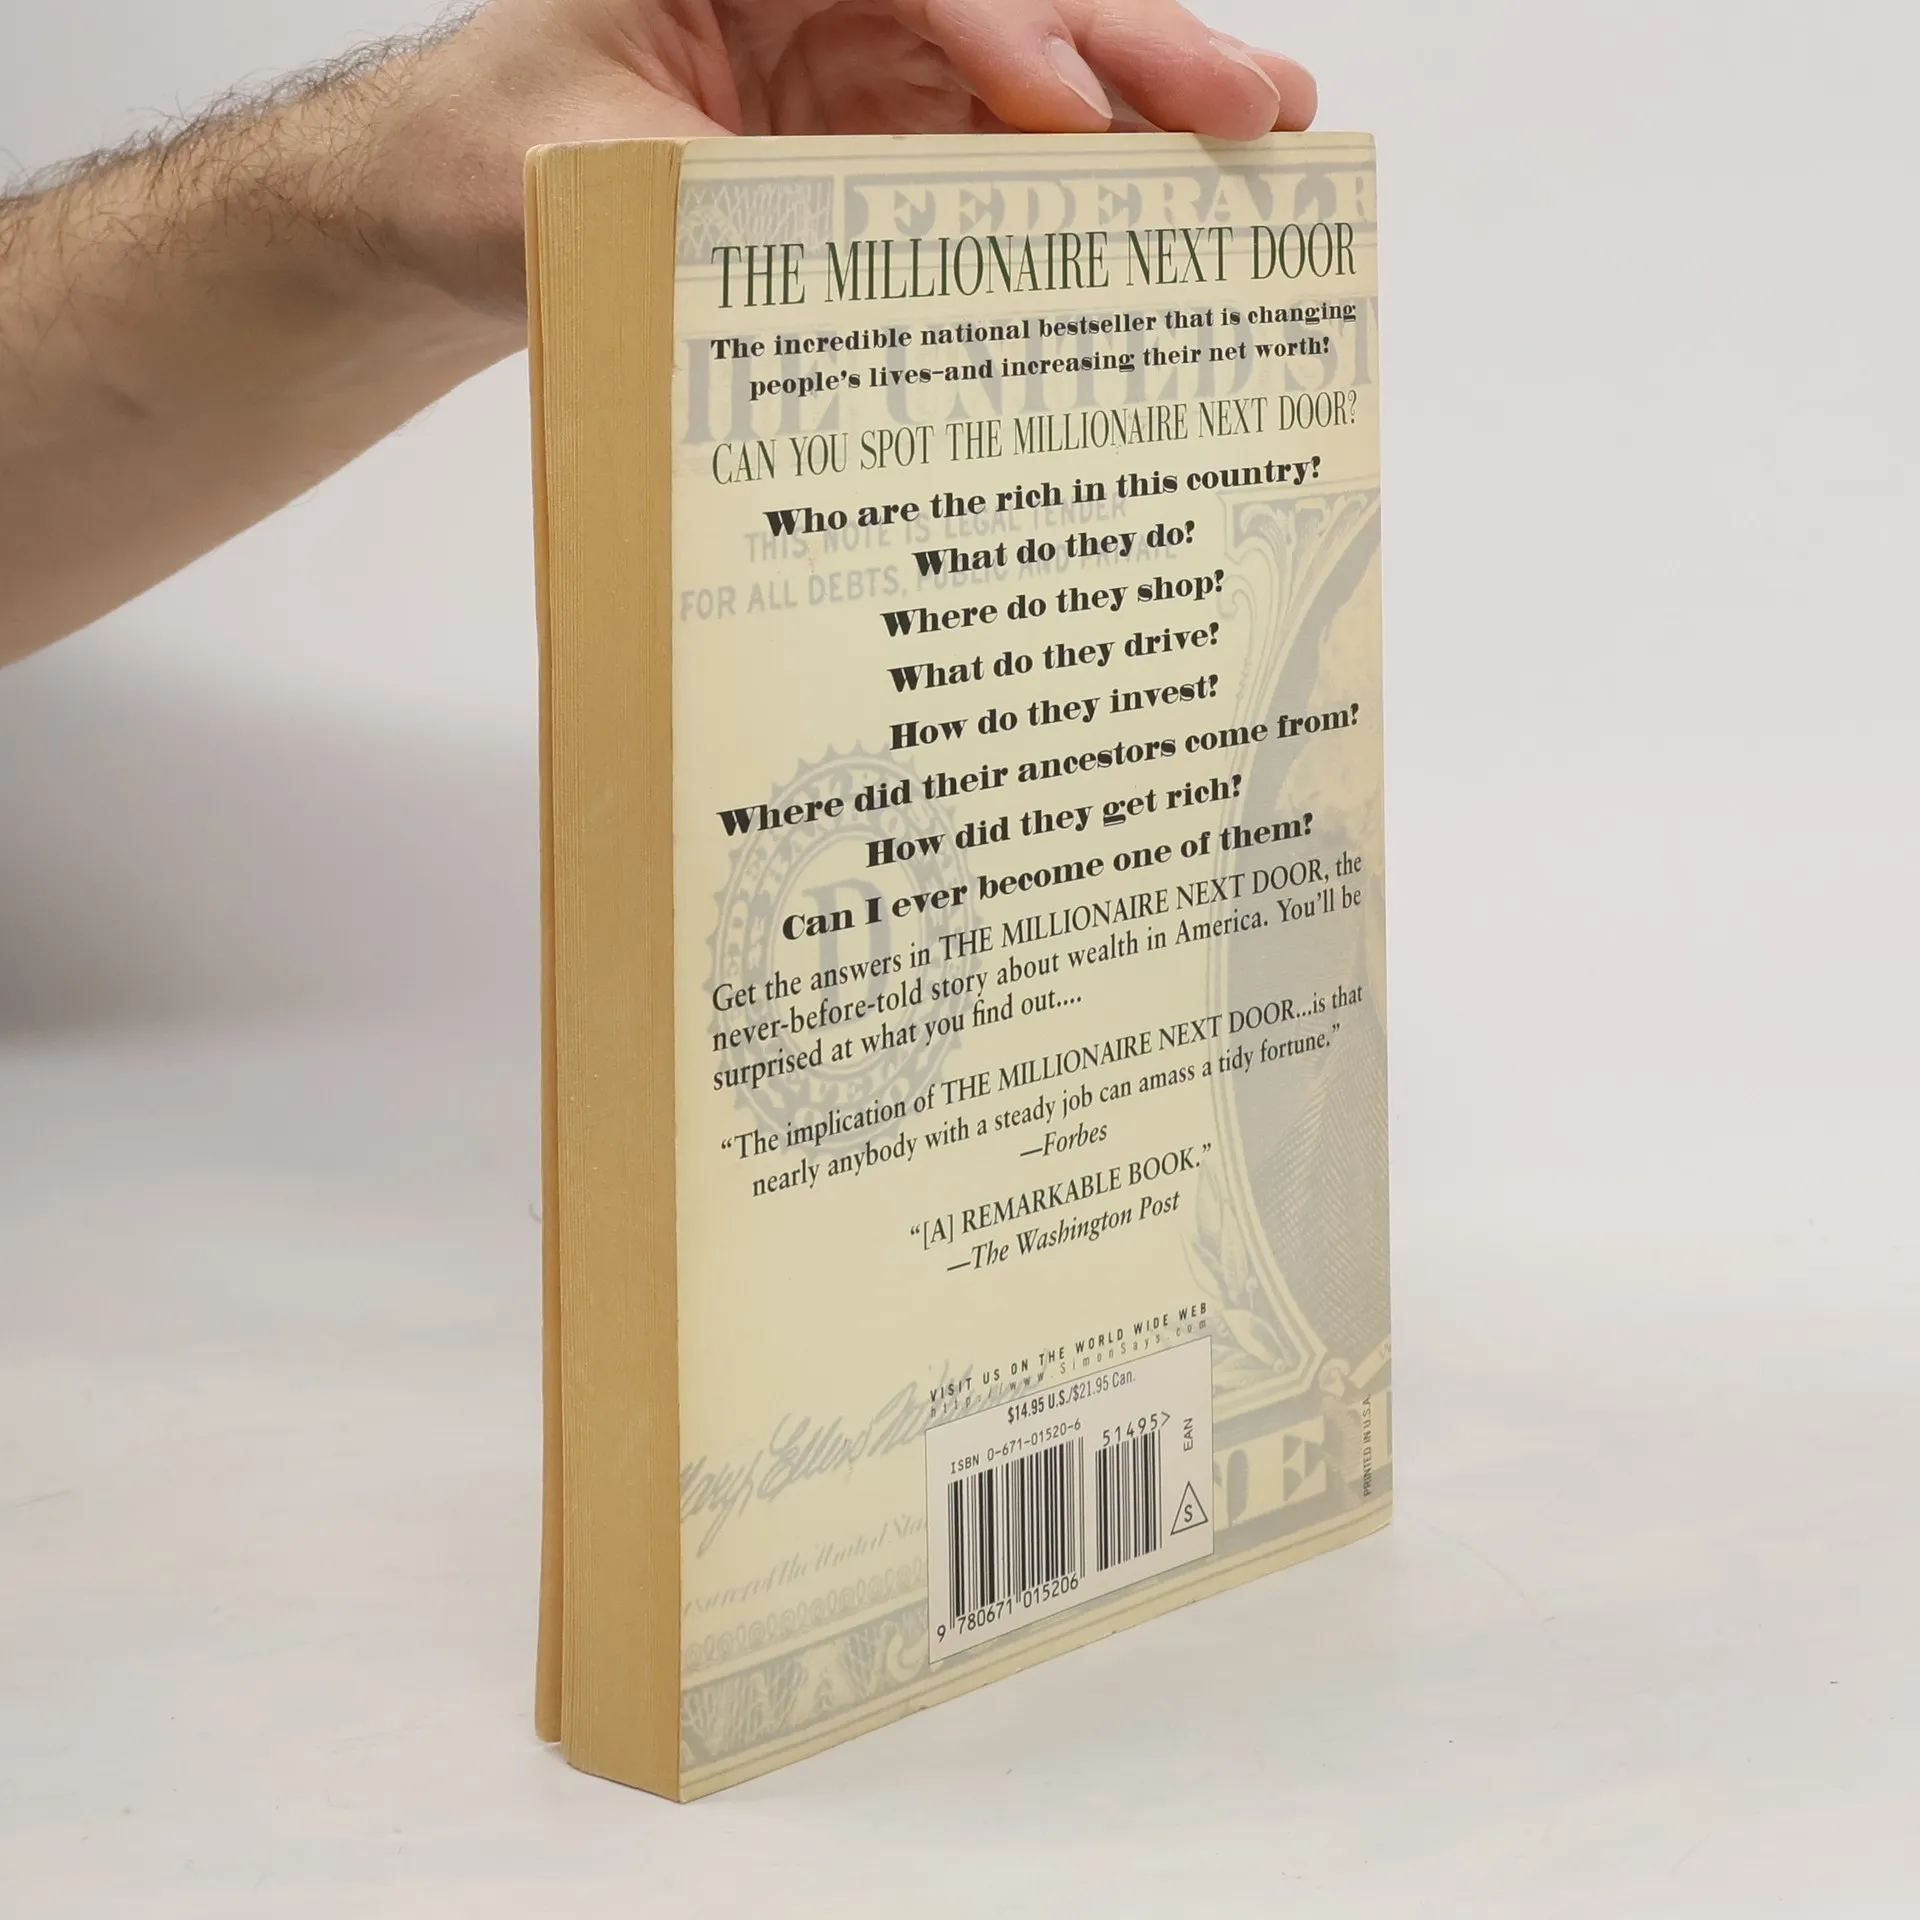 FEDERAL R
THE MILLIONAIRE NEXT DOOR
The incredible national bestseller that is changing
people's lives–and increasing their net worth!
HE UNITED ST
CAN YOU SPOT THE MILLIONAIRE NEXT DOOR?
Who are the rich in this country?
THIS NOTE IS LEGAL TENDER
What do they do?
FOR ALL DEBTS, PUBLIC AND PRIVATE
Where do they shop?
What do they drive?
How do they invest?
Where did their ancestors come from?
How did they get rich?
Can I ever become one of them?
D
Get the answers in THE MILLIONAIRE NEXT DOOR, the
never-before-told story about wealth in America. You'll be
surprised at what you find out....
“The implication of THE MILLIONAIRE NEXT DOOR...is that
nearly anybody with a steady job can amass a tidy fortune.”
—Forbes
“[A] REMARKABLE BOOK.”
—The Washington Post
VISIT US ON THE WORLD WIDE WEB
http://www.SimonSays.com
$14.95 U.S./$21.95 Can.
ISBN 0-671-01520-6
51495>
EAN
S
9 780671 015206
PRINTED IN U.S.A.
NE